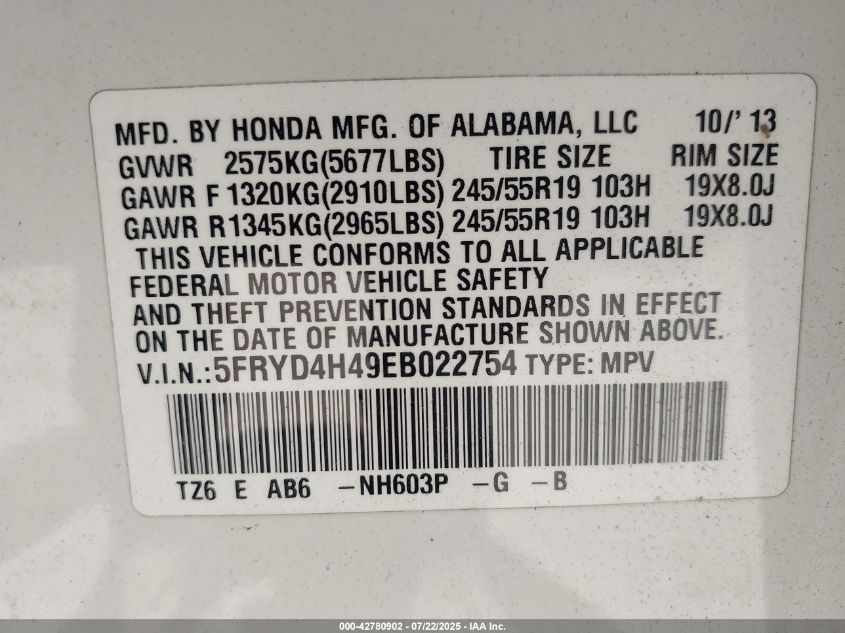 MFD. BY HONDA MFG. OF ALABAMA, LLC 10/'13
GVWR 2575KG(5677LBS) TIRE SIZE RIM SIZE
GAWR F 1320KG(2910LBS) 245/55R19 103H 19X8.0J
GAWR R 1345KG(2965LBS) 245/55R19 103H 19X8.0J
THIS VEHICLE CONFORMS TO ALL APPLICABLE
FEDERAL MOTOR VEHICLE SAFETY
AND THEFT PREVENTION STANDARDS IN EFFECT
ON THE DATE OF MANUFACTURE SHOWN ABOVE.
V.I.N.:5FRYD4H49EB022754 TYPE: MPV
TZ6 E AB6 -NH603P -G -B
000-42780902 - 07/22/2025 - IAA Inc.